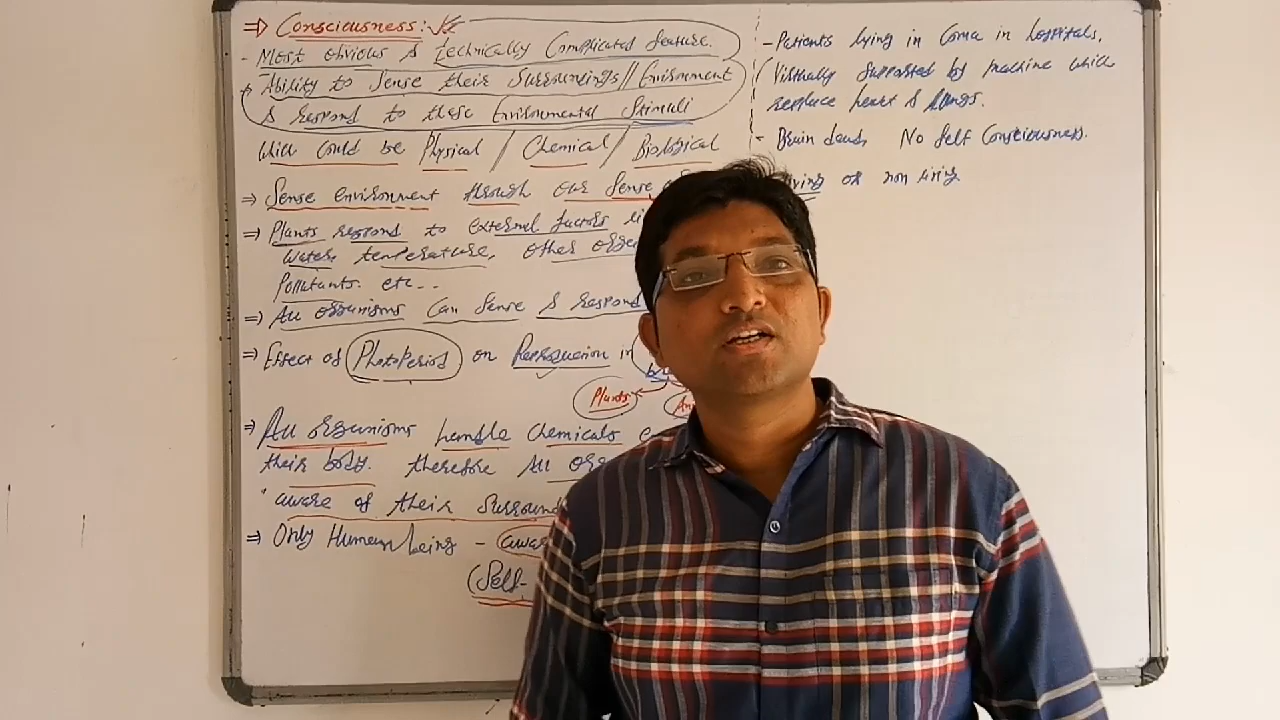 ⇒ Consciousness:
- Most obvious & technically Complicated feature.
Ability to Sense their Surroundings // Environment
& respond to these Environmental Stimuli
which could be Physical / Chemical / Biological
⇒ Sense environment through our Sense
⇒ Plants respond to external factors
water, temperature, other
Pollutants. etc..
⇒ All organisms Can Sense & respond
⇒ Effect of Photoperiod on Reproduction in
Plants
⇒ All organisms handle Chemicals
their body. therefore All
aware of their
⇒ Only Human being -
(Self-
- Patients lying in Coma in hospitals,
Virtually supported by machine which
replace heart & lungs.
- Brain dead, No Self Consciousness.
or non living